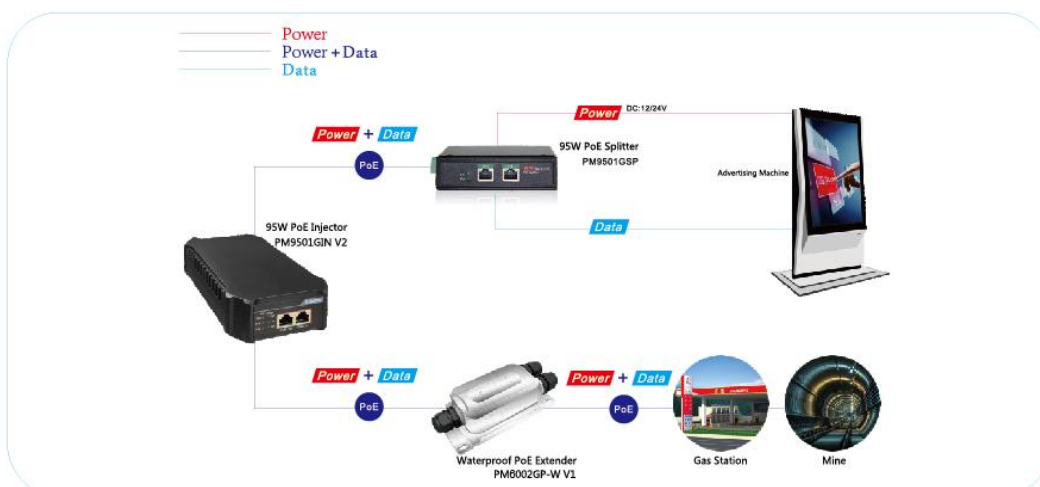 Power
Power + Data
Data
Power DC:12/24V
Power + Data
PoE
95W PoE Splitter
PM9501GSP
Advertising Machine
Data
95W PoE Injector
PM9501GIN V2
Power + Data
PoE
Power + Data
PoE
Waterproof PoE Extender
PM6002GP-W V1
Gas Station
Mine